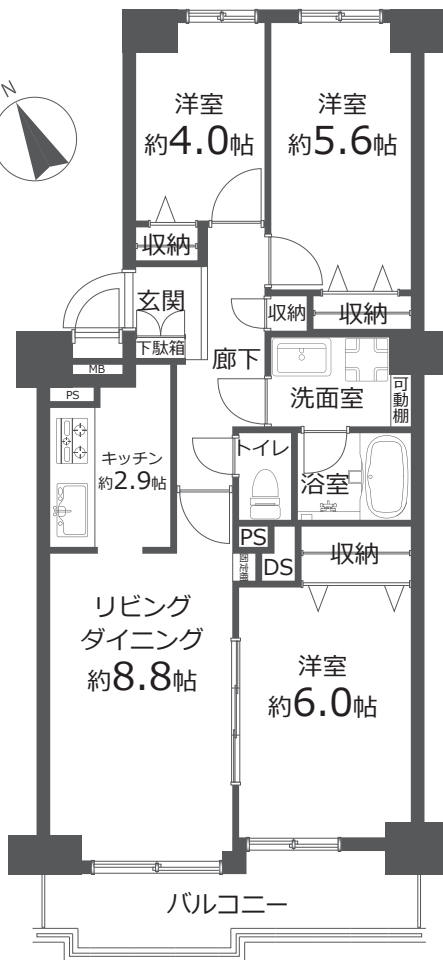 N
洋室
約4.0帖
洋室
約5.6帖
収納
玄関
下駄箱
収納
収納
廊下
MB
PS
洗面室
可動棚
キッチン
約2.9帖
トイレ
浴室
PS
DS
固定棚
収納
リビング
ダイニング
約8.8帖
洋室
約6.0帖
バルコニー